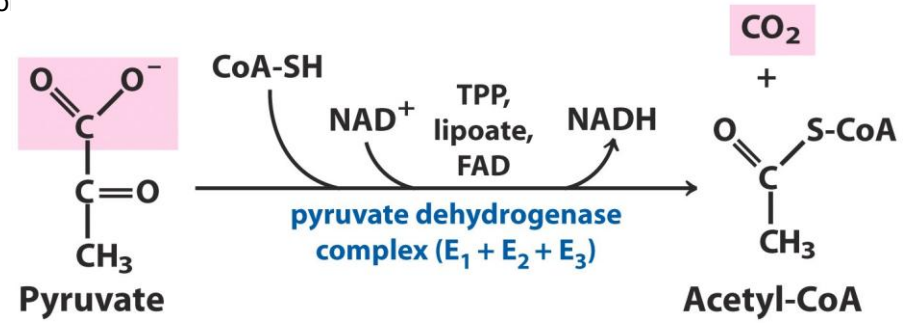 CO₂
+
CoA-SH
NAD⁺
TPP,
lipoate,
FAD
NADH
O
O⁻
C
C=O
CH₃
Pyruvate
pyruvate dehydrogenase
complex (E₁ + E₂ + E₃)
O
S-CoA
C
CH₃
Acetyl-CoA